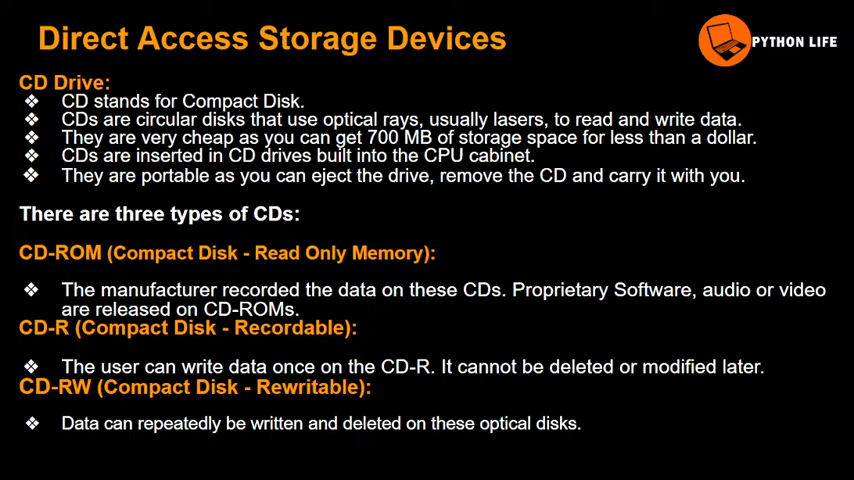 Direct Access Storage Devices
PYTHON LIFE
CD Drive:
❖ CD stands for Compact Disk.
❖ CDs are circular disks that use optical rays, usually lasers, to read and write data.
❖ They are very cheap as you can get 700 MB of storage space for less than a dollar.
❖ CDs are inserted in CD drives built into the CPU cabinet.
❖ They are portable as you can eject the drive, remove the CD and carry it with you.
There are three types of CDs:
CD-ROM (Compact Disk - Read Only Memory):
❖ The manufacturer recorded the data on these CDs. Proprietary Software, audio or video
are released on CD-ROMs.
CD-R (Compact Disk - Recordable):
❖ The user can write data once on the CD-R. It cannot be deleted or modified later.
CD-RW (Compact Disk - Rewritable):
❖ Data can repeatedly be written and deleted on these optical disks.